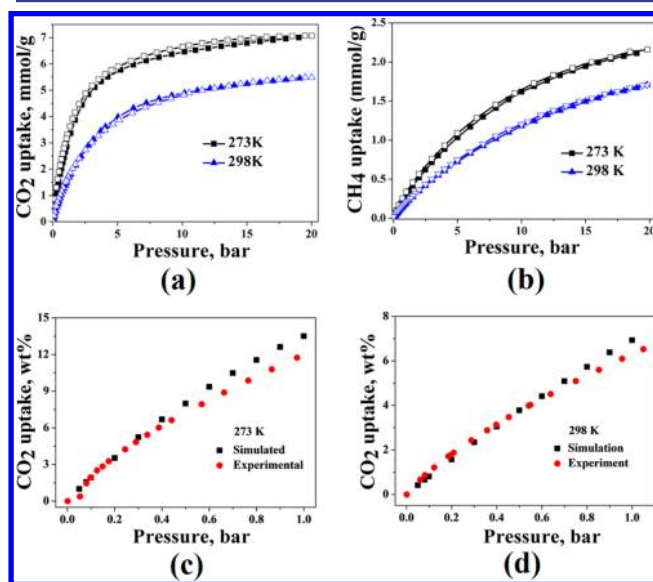 CO2 uptake, mmol/g
7
6
5
4
3
2
1
0
273K
298K
0 5 10 15 20
Pressure, bar
(a)
CH4 uptake (mmol/g)
2.5
2.0
1.5
1.0
0.5
0.0
273 K
298 K
0 5 10 15 20
Pressure, bar
(b)
CO2 uptake, wt%
15
12
9
6
3
0
273 K
Simulated
Experimental
0.0 0.2 0.4 0.6 0.8 1.0
Pressure, bar
(c)
CO2 uptake, wt%
8
6
4
2
0
298 K
Simulation
Experiment
0.0 0.2 0.4 0.6 0.8 1.0
Pressure, bar
(d)